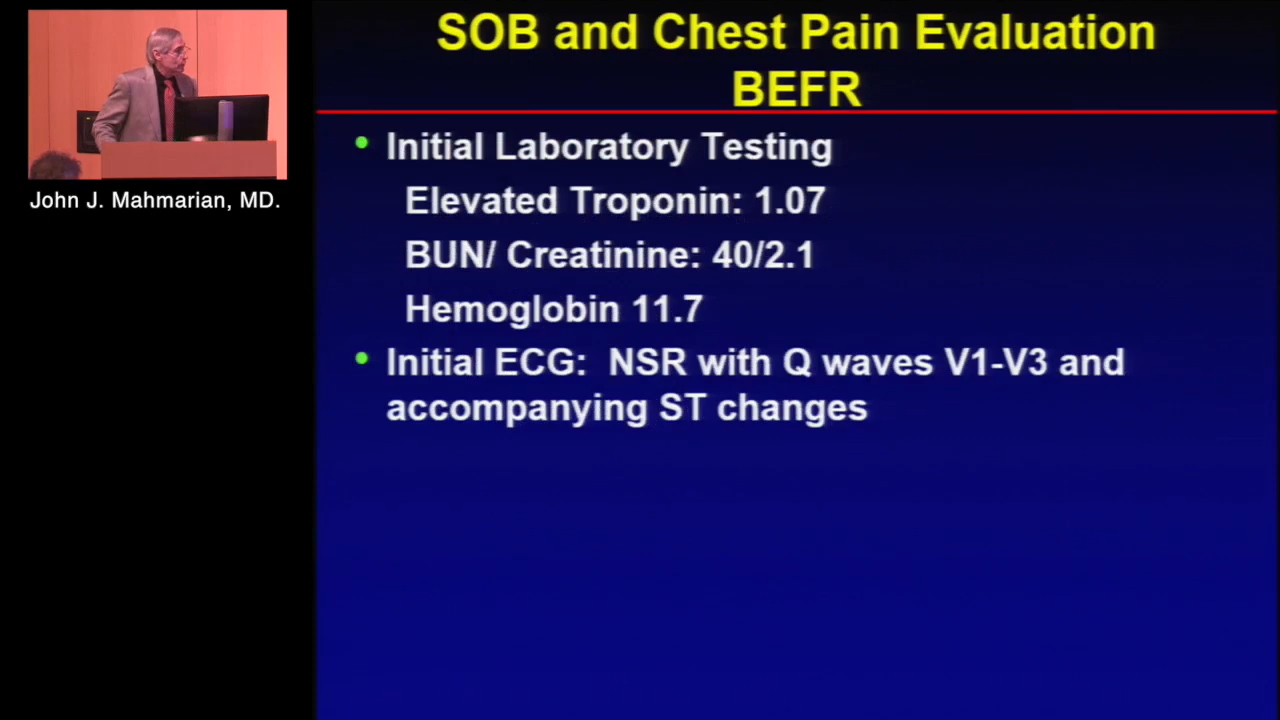 SOB and Chest Pain Evaluation
BEFR
• Initial Laboratory Testing
Elevated Troponin: 1.07
BUN/ Creatinine: 40/2.1
Hemoglobin 11.7
• Initial ECG: NSR with Q waves V1-V3 and
accompanying ST changes
John J. Mahmarian, MD.